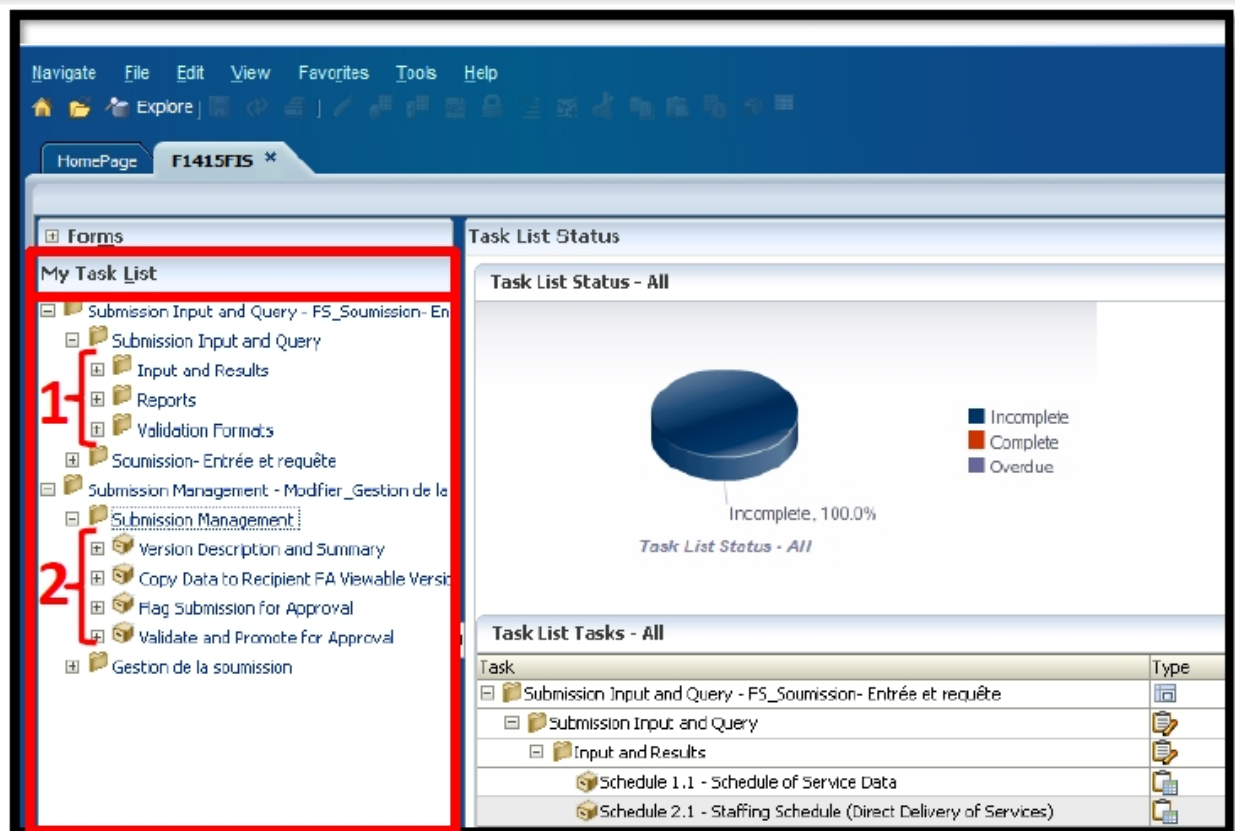 Navigate File Edit View Favorites Tools Help
Explore
HomePage F1415FIS
Forms
My Task List
Submission Input and Query - FS_Soumission- En
Submission Input and Query
1
Input and Results
Reports
Validation Formats
Soumission- Entrée et requête
Submission Management - Modifier_Gestion de la
Submission Management
2
Version Description and Summary
Copy Data to Recipient FA Viewable Versic
Flag Submission for Approval
Validate and Promote for Approval
Gestion de la soumission
Task List Status
Task List Status - All
Incomplete
Complete
Overdue
Incomplete, 100.0%
Task List Status - All
Task List Tasks - All
Task Type
Submission Input and Query - FS_Soumission- Entrée et requête
Submission Input and Query
Input and Results
Schedule 1.1 - Schedule of Service Data
Schedule 2.1 - Staffing Schedule (Direct Delivery of Services)